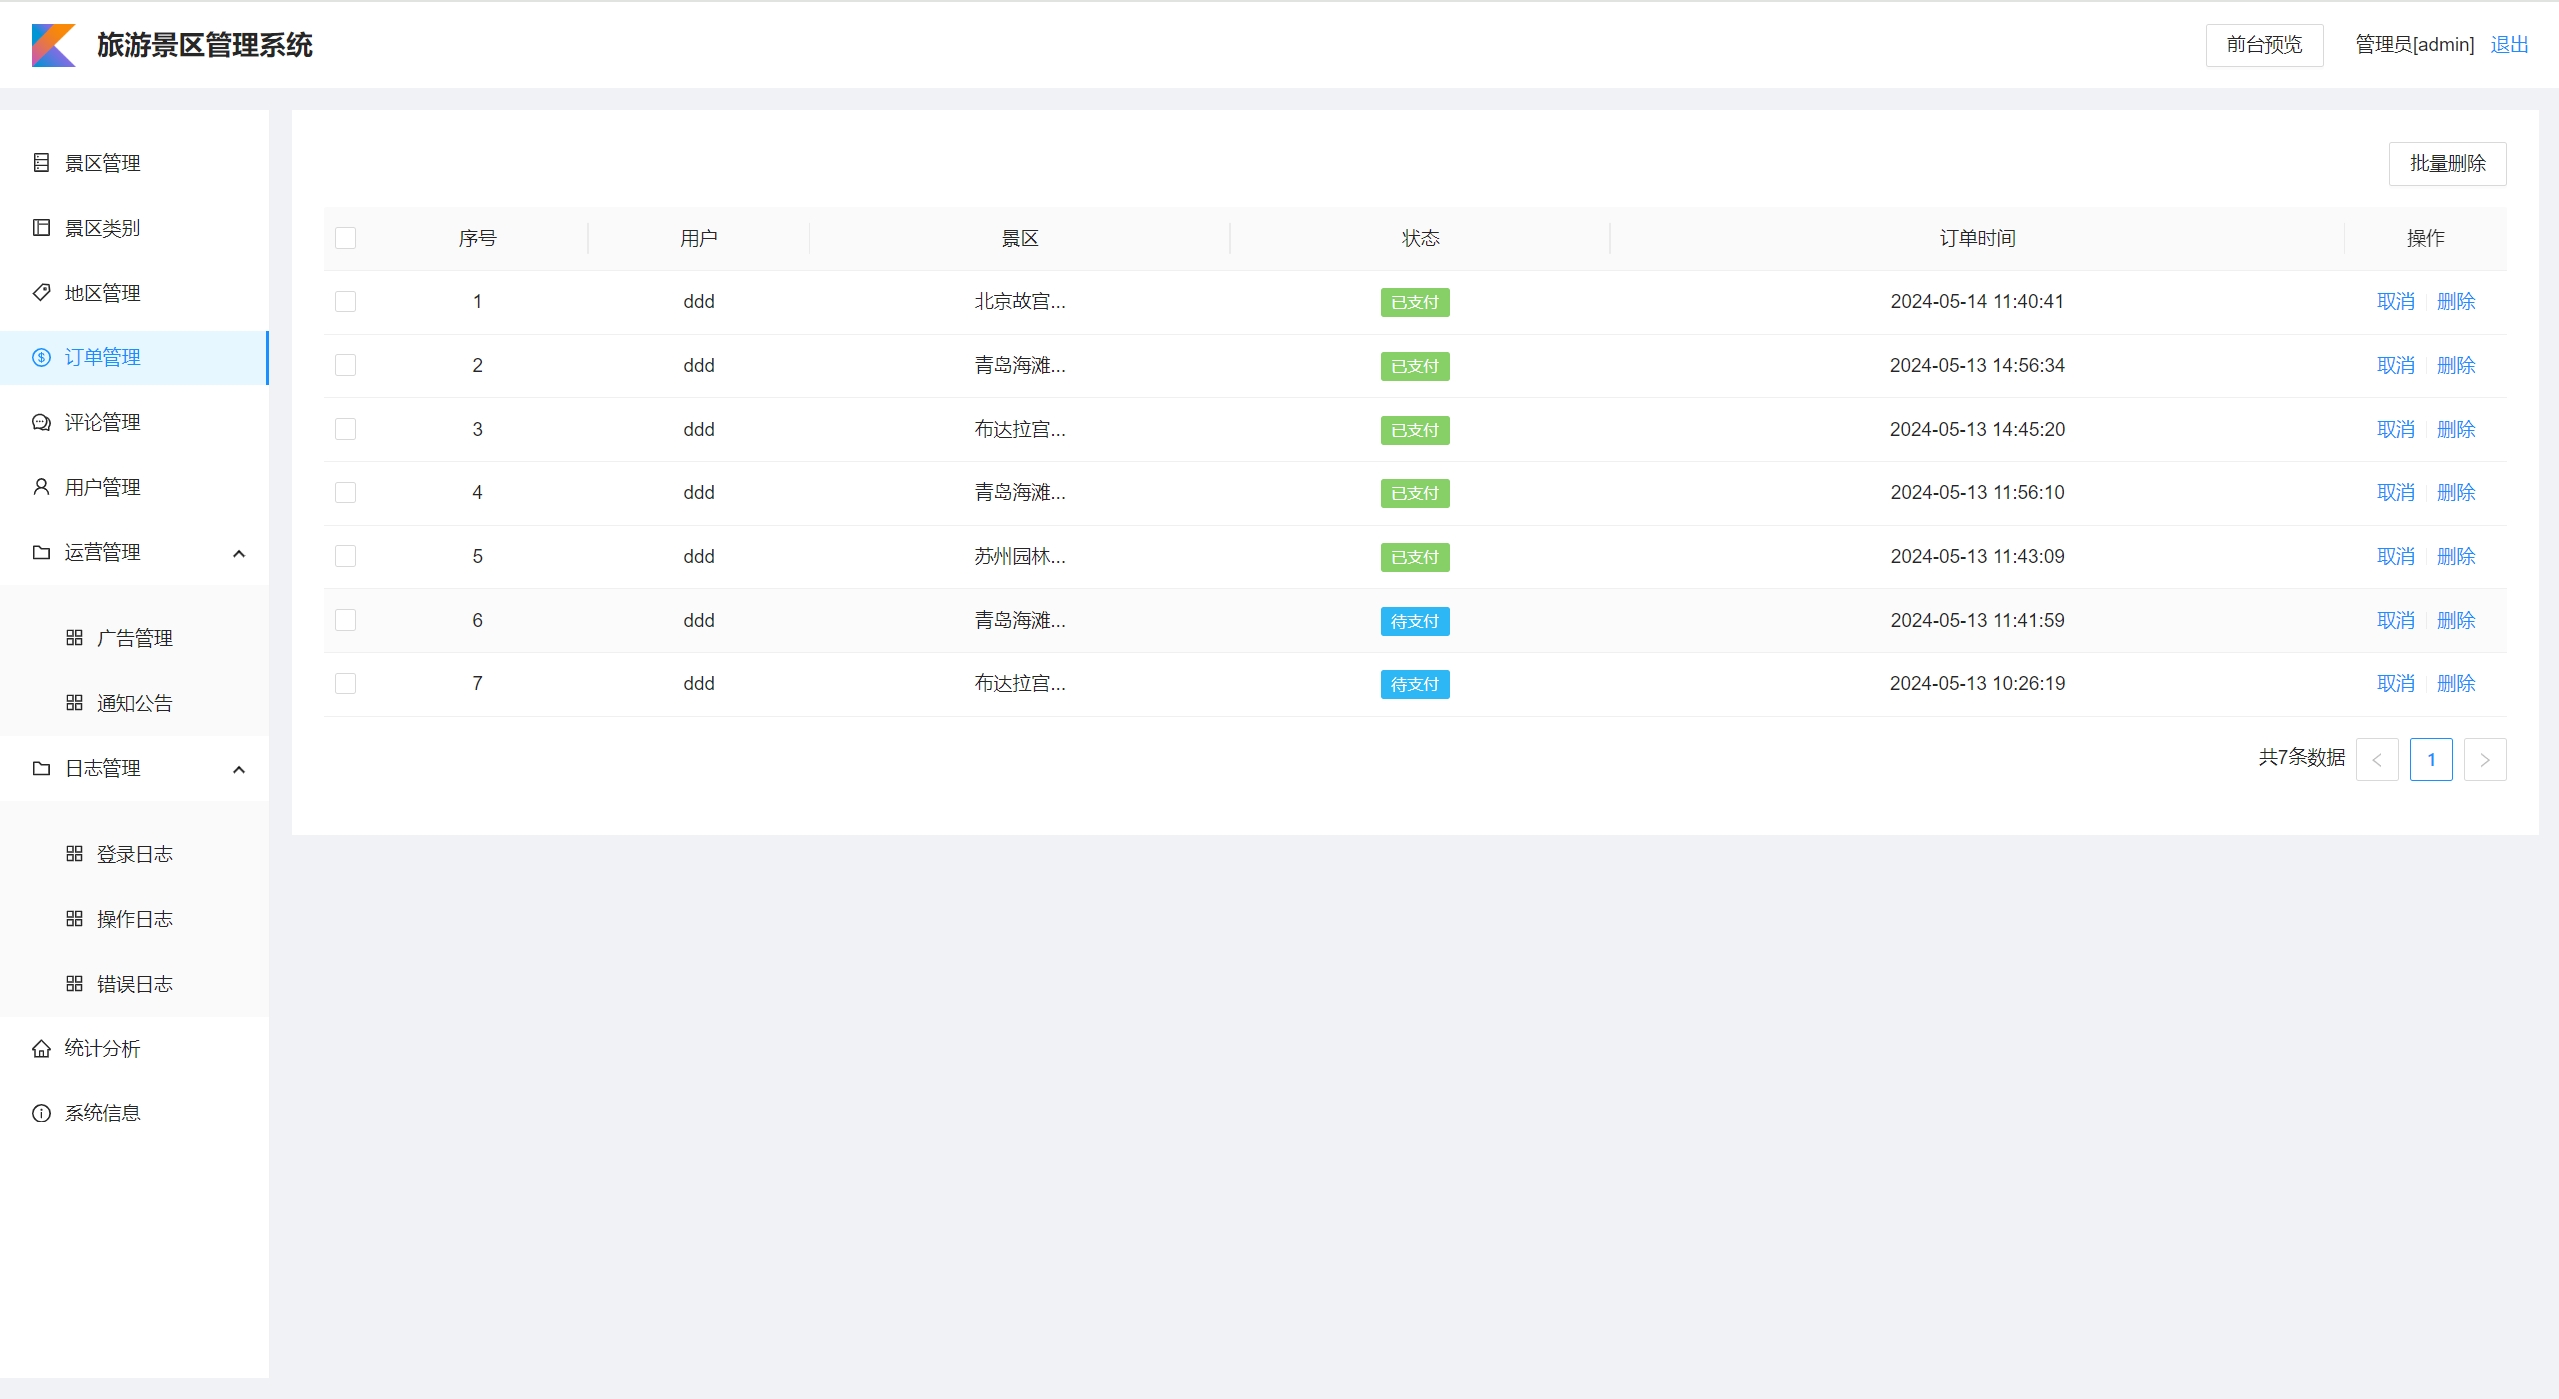 旅游景区管理系统
前台预览 管理员[admin] 退出
景区管理
景区类别
地区管理
订单管理
评论管理
用户管理
运营管理
广告管理
通知公告
日志管理
登录日志
操作日志
错误日志
统计分析
系统信息
批量删除
序号 用户 景区 状态 订单时间 操作
1 ddd 北京故宫... 已支付 2024-05-14 11:40:41 取消 删除
2 ddd 青岛海滩... 已支付 2024-05-13 14:56:34 取消 删除
3 ddd 布达拉宫... 已支付 2024-05-13 14:45:20 取消 删除
4 ddd 青岛海滩... 已支付 2024-05-13 11:56:10 取消 删除
5 ddd 苏州园林... 已支付 2024-05-13 11:43:09 取消 删除
6 ddd 青岛海滩... 待支付 2024-05-13 11:41:59 取消 删除
7 ddd 布达拉宫... 待支付 2024-05-13 10:26:19 取消 删除
共7条数据 < 1 >